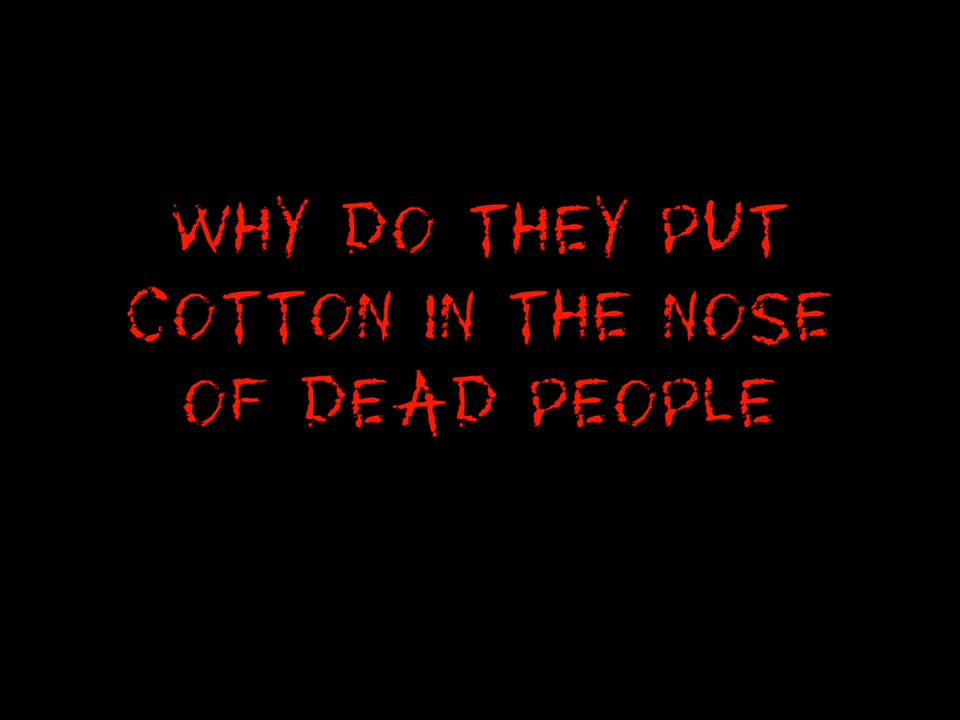 WHY DO THEY PUT
COTTON IN THE NOSE
OF DEAD PEOPLE